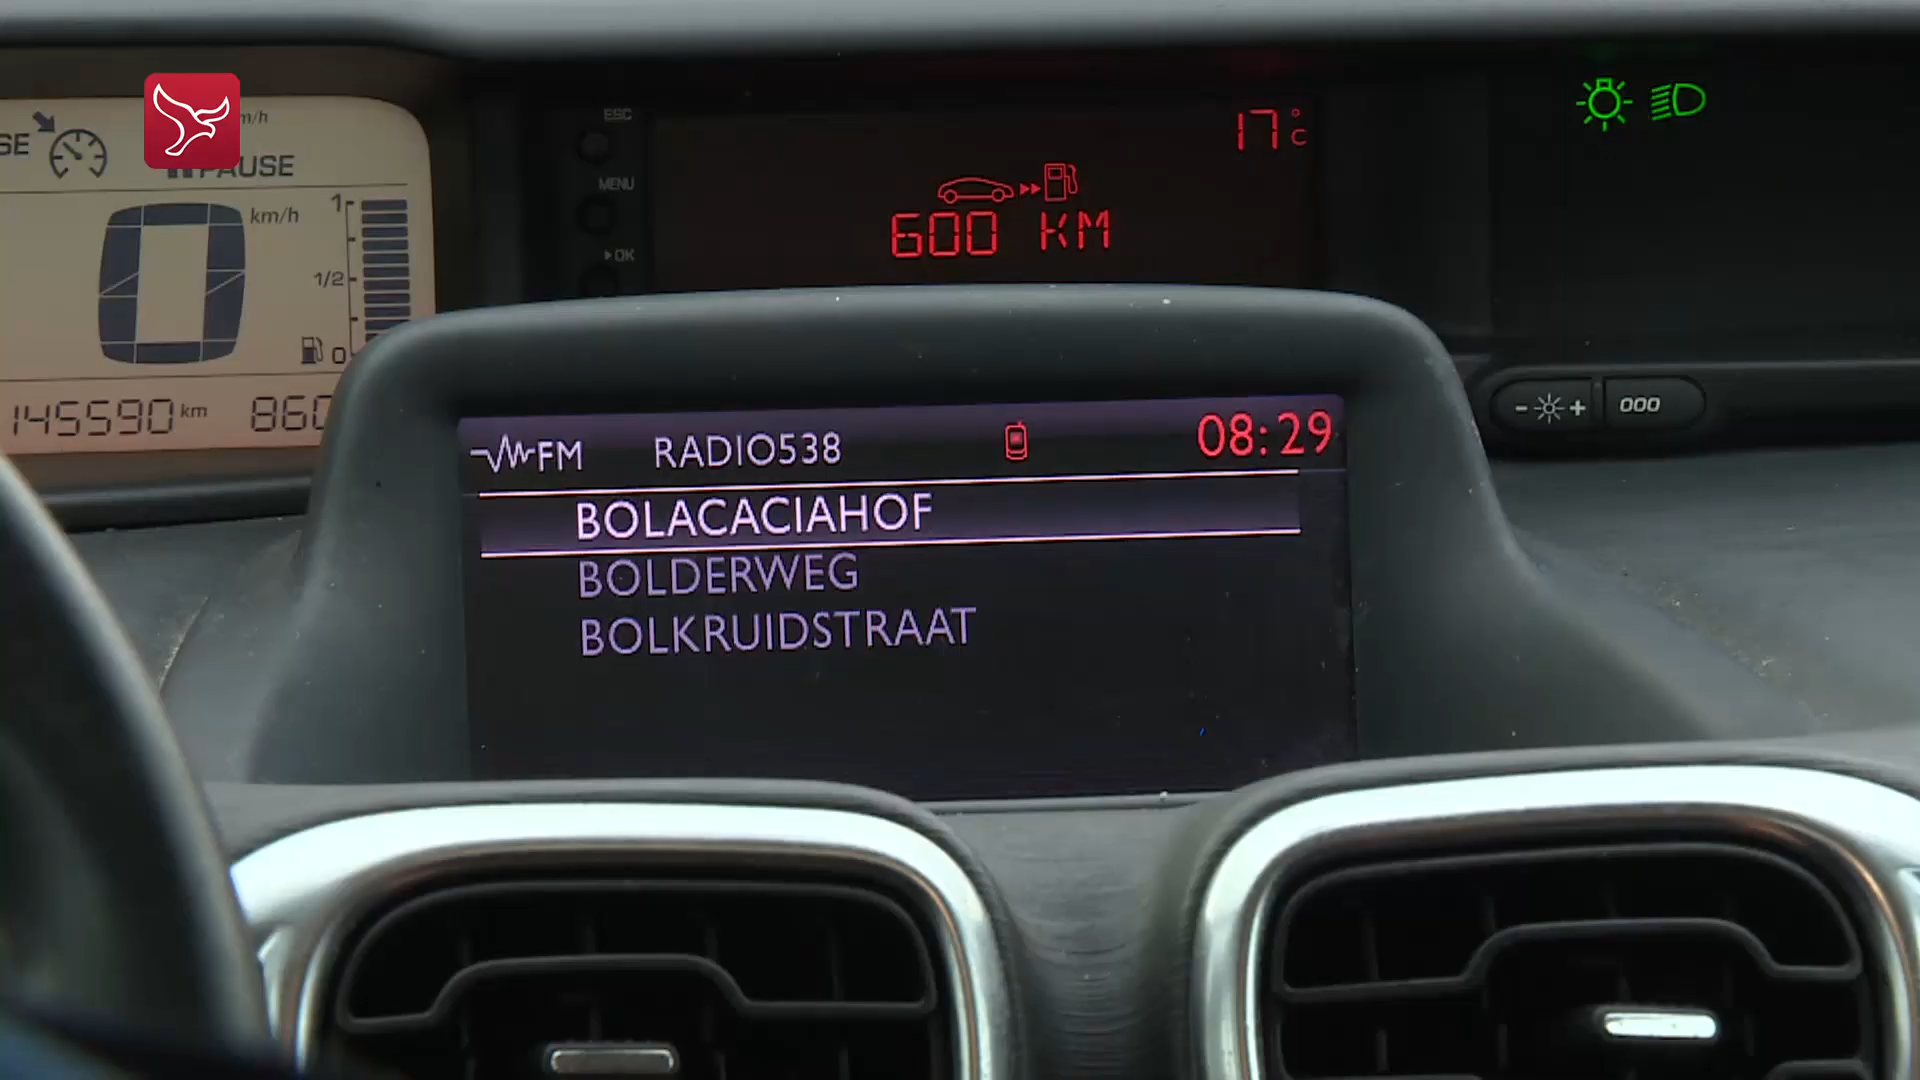 ESC
17°C
MENU
PAUSE
km/h
1
600 KM
OK
1/2
0
145590 km
860
- +
000
FM RADIO538 08:29
BOLACACIAHOF
BOLDERWEG
BOLKRUIDSTRAAT